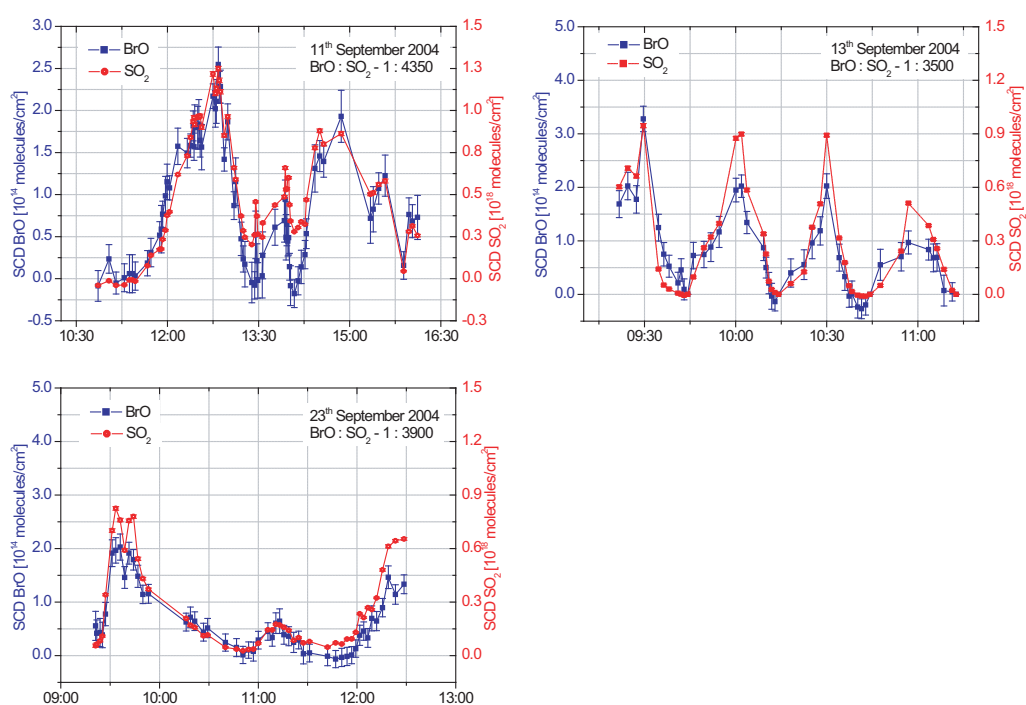 3.0
2.5
2.0
1.5
1.0
0.5
0.0
-0.5
SCD BrO [10¹⁴ molecules/cm²]
BrO
SO₂
11th September 2004
BrO : SO₂ - 1 : 4350
1.5
1.3
1.0
0.8
0.5
0.3
0.0
-0.3
SCD SO₂ [10¹⁸ molecules/cm²]
10:30 12:00 13:30 15:00 16:30
5.0
4.0
3.0
2.0
1.0
0.0
SCD BrO [10¹⁴ molecules/cm²]
BrO
SO₂
13th September 2004
BrO : SO₂ - 1 : 3500
1.5
1.2
0.9
0.6
0.3
0.0
SCD SO₂ [10¹⁸ molecules/cm²]
09:30 10:00 10:30 11:00
5.0
4.0
3.0
2.0
1.0
0.0
SCD BrO [10¹⁴ molecules/cm²]
BrO
SO₂
23th September 2004
BrO : SO₂ - 1 : 3900
1.5
1.2
0.9
0.6
0.3
0.0
SCD SO₂ [10¹⁸ molecules/cm²]
09:00 10:00 11:00 12:00 13:00